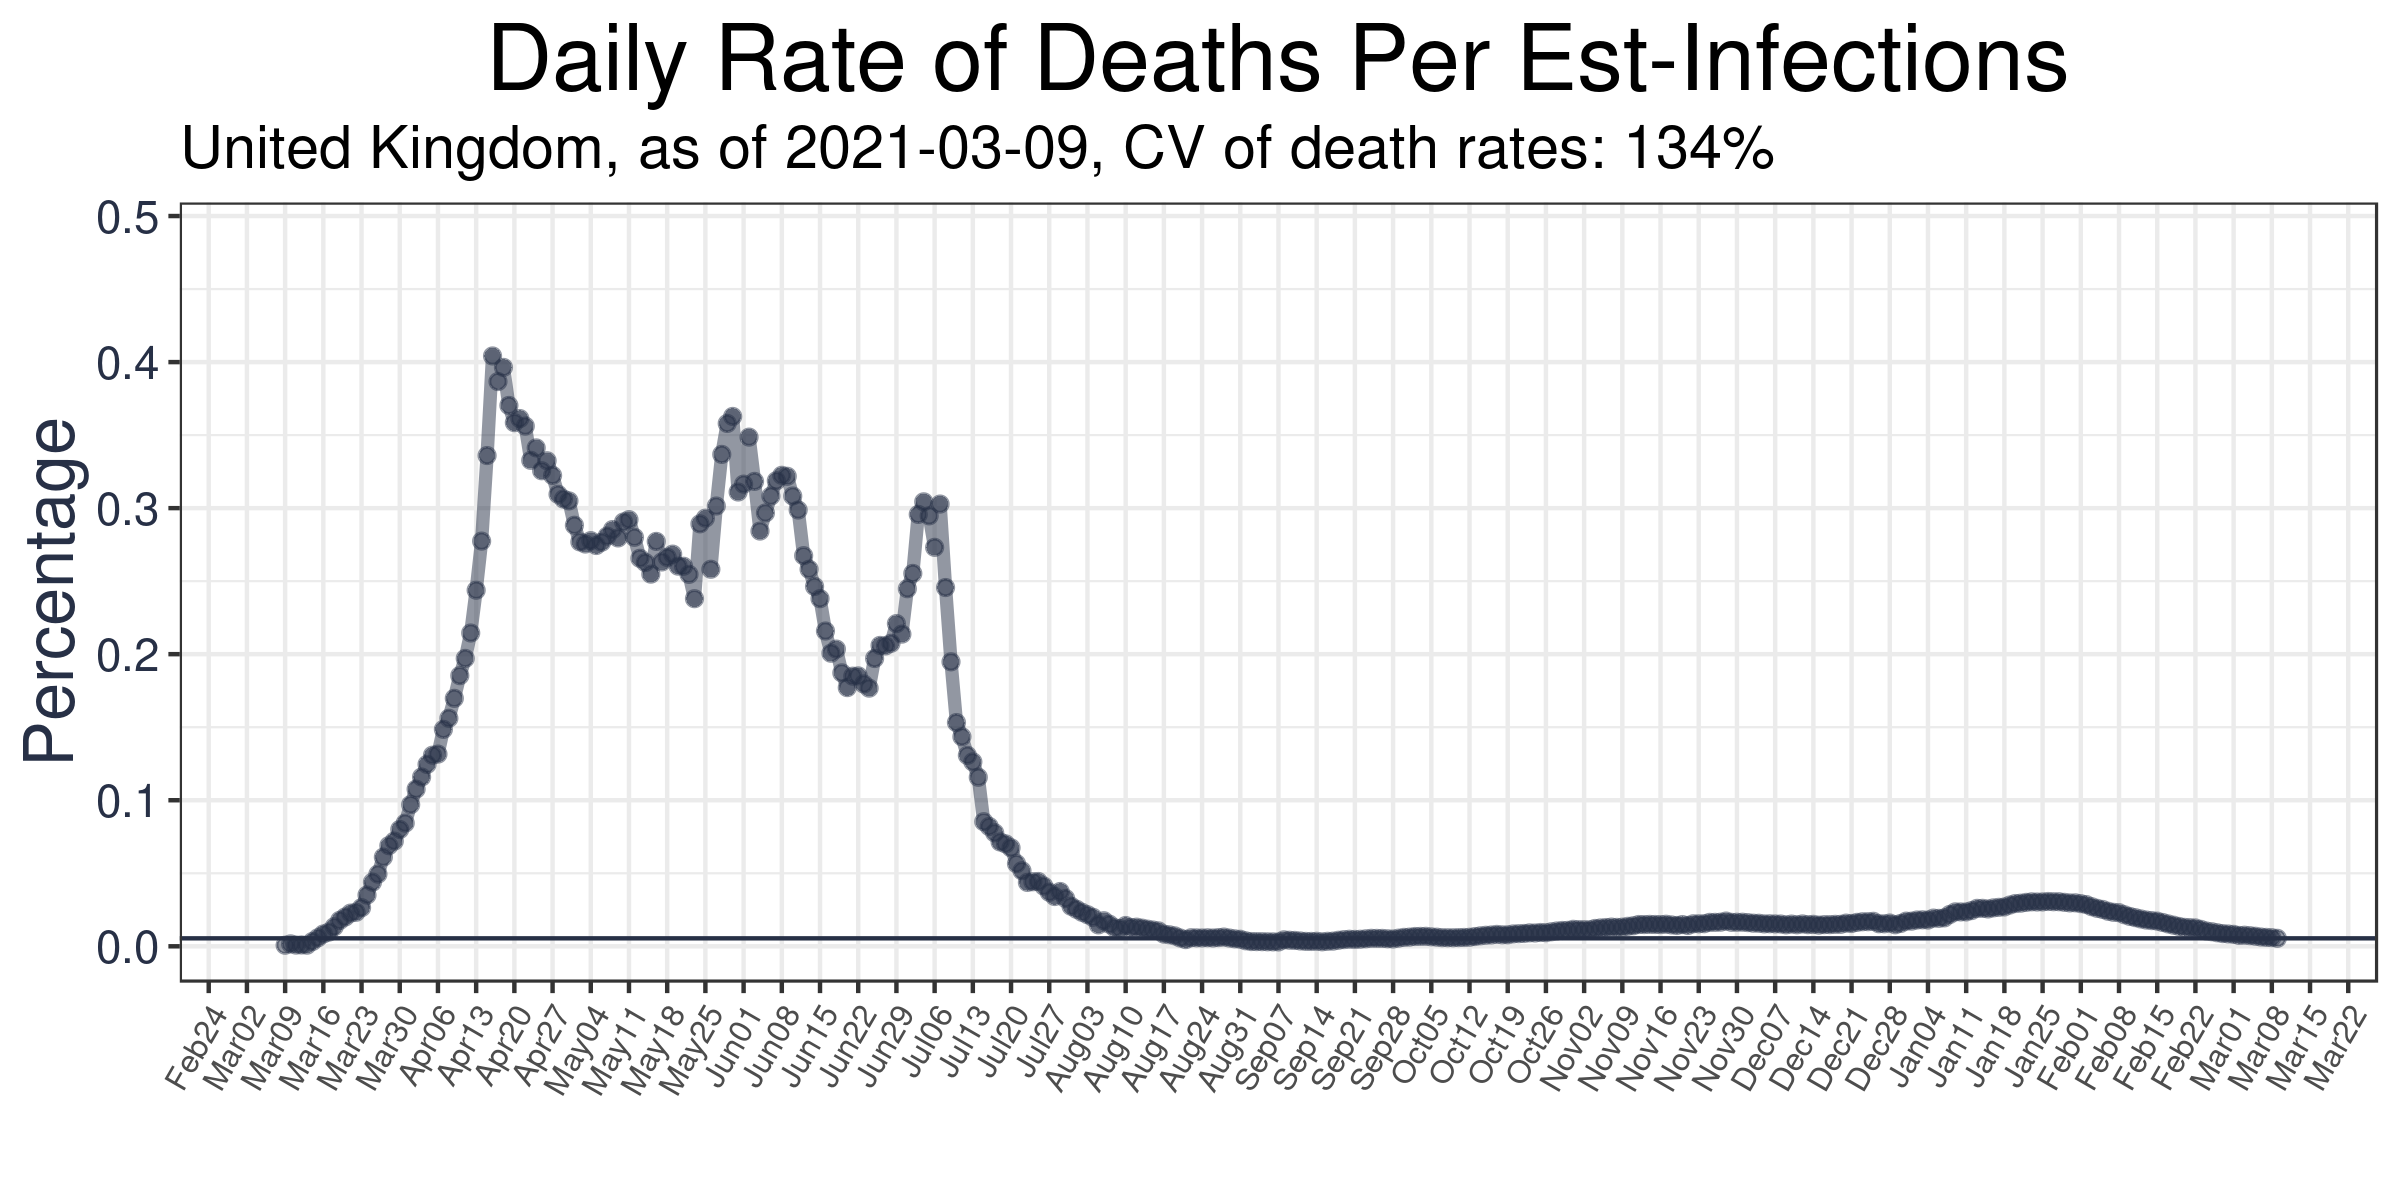 Daily Rate of Deaths Per Est-Infections
United Kingdom, as of 2021-03-09, CV of death rates: 134%
Percentage
0.5
0.4
0.3
0.2
0.1
0.0
Feb24 Mar02 Mar09 Mar16 Mar23 Mar30 Apr06 Apr13 Apr20 Apr27 May04 May11 May18 May25 Jun01 Jun08 Jun15 Jun22 Jun29 Jul06 Jul13 Jul20 Jul27 Aug03 Aug10 Aug17 Aug24 Aug31 Sep07 Sep14 Sep21 Sep28 Oct05 Oct12 Oct19 Oct26 Nov02 Nov09 Nov16 Nov23 Nov30 Dec07 Dec14 Dec21 Dec28 Jan04 Jan11 Jan18 Jan25 Feb01 Feb08 Feb15 Feb22 Mar01 Mar08 Mar15 Mar22